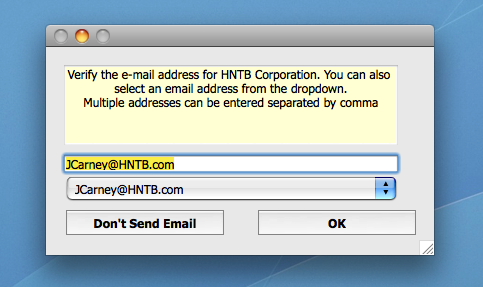 Verify the e-mail address for HNTB Corporation. You can also
select an email address from the dropdown.
Multiple addresses can be entered separated by comma
JCarney@HNTB.com
JCarney@HNTB.com
Don't Send Email
OK